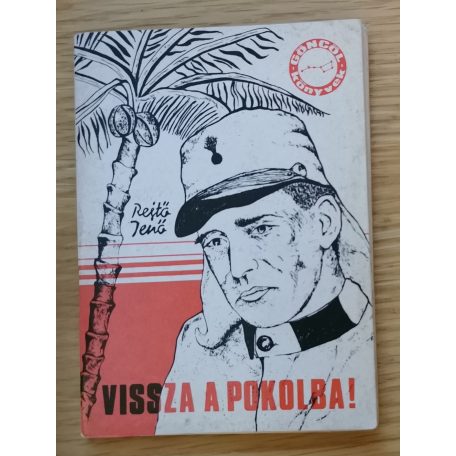 GÖNCÖL
könyvek
Rejtő
Jenő
VISSZA A POKOLBA!